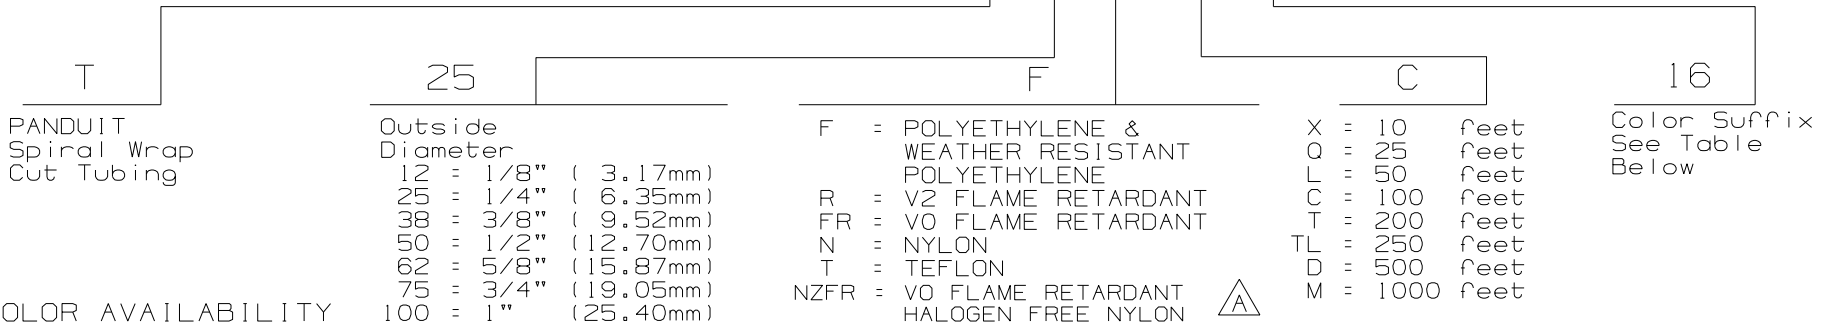 T 25 F C 16
PANDUIT
Spiral Wrap
Cut Tubing
Outside
Diameter
12 = 1/8" ( 3.17mm)
25 = 1/4" ( 6.35mm)
38 = 3/8" ( 9.52mm)
50 = 1/2" (12.70mm)
62 = 5/8" (15.87mm)
75 = 3/4" (19.05mm)
100 = 1" (25.40mm)
F = POLYETHYLENE &
WEATHER RESISTANT
POLYETHYLENE
R = V2 FLAME RETARDANT
FR = V0 FLAME RETARDANT
N = NYLON
T = TEFLON
NZFR = V0 FLAME RETARDANT
HALOGEN FREE NYLON
A
X = 10 feet
Q = 25 feet
L = 50 feet
C = 100 feet
T = 200 feet
TL = 250 feet
D = 500 feet
M = 1000 feet
Color Suffix
See Table
Below
OLOR AVAILABILITY